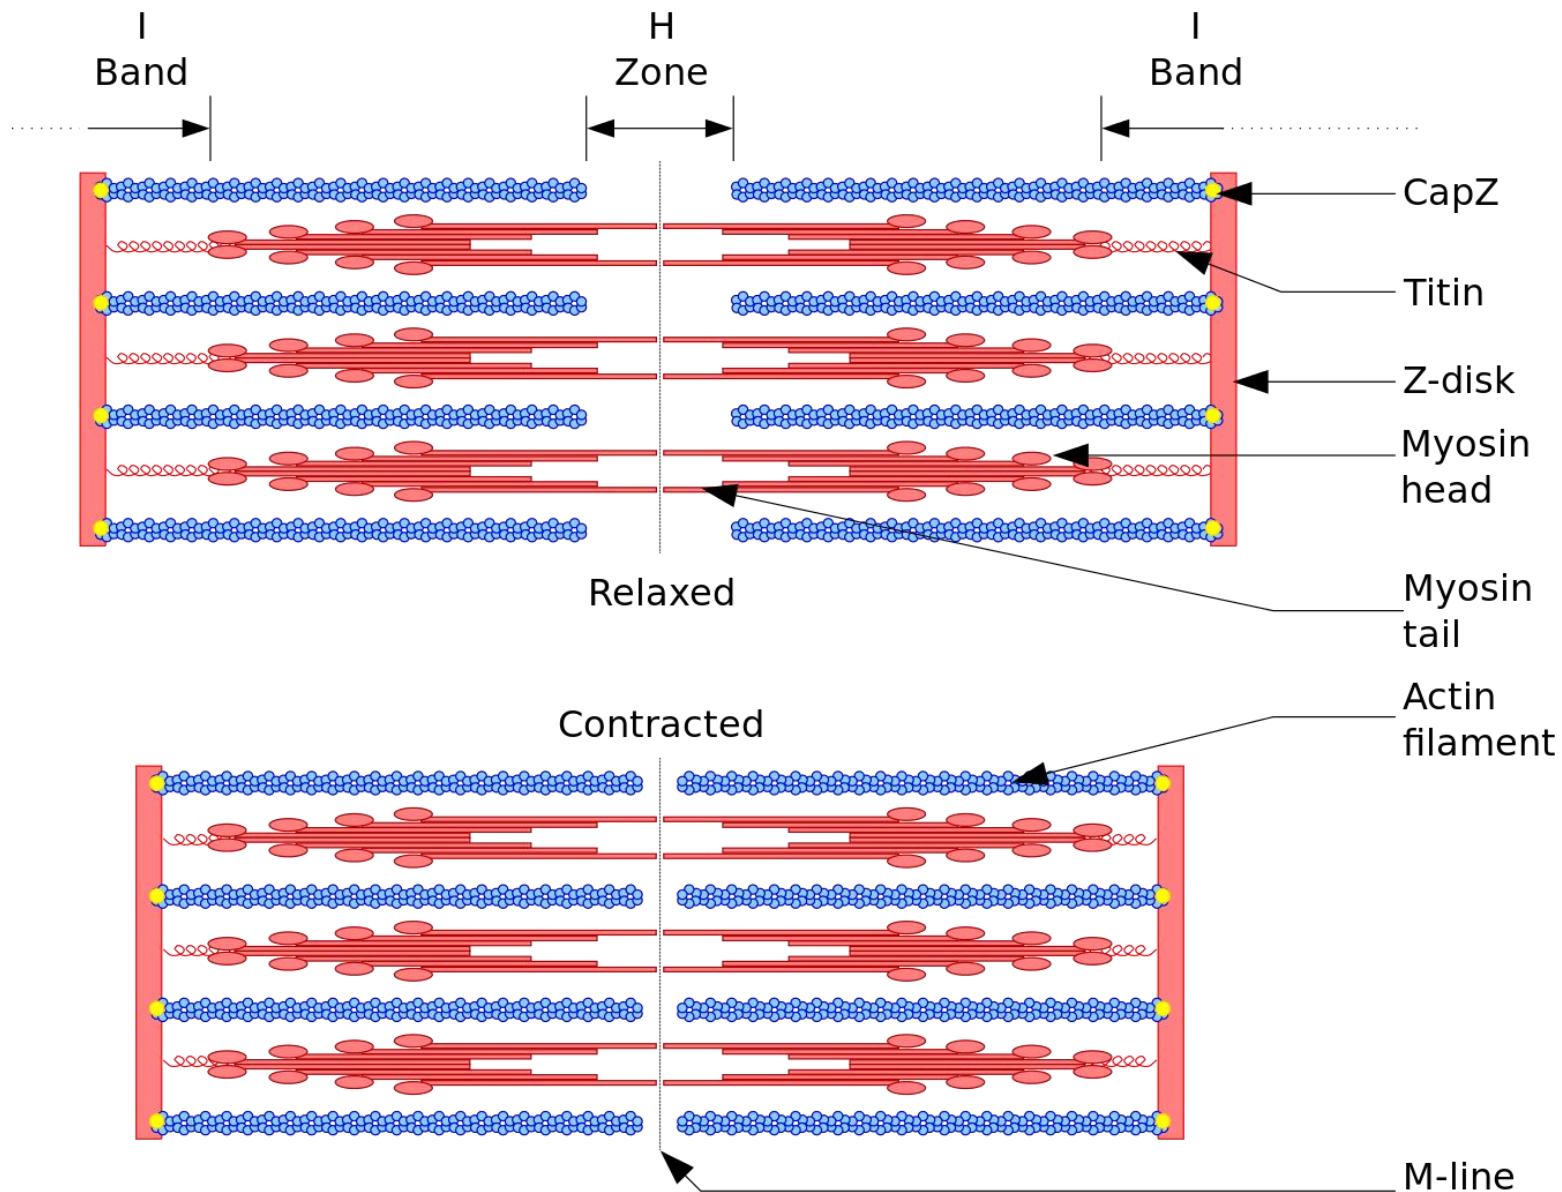 I
Band
H
Zone
I
Band
CapZ
Titin
Z-disk
Myosin
head
Relaxed
Myosin
tail
Actin
filament
Contracted
M-line